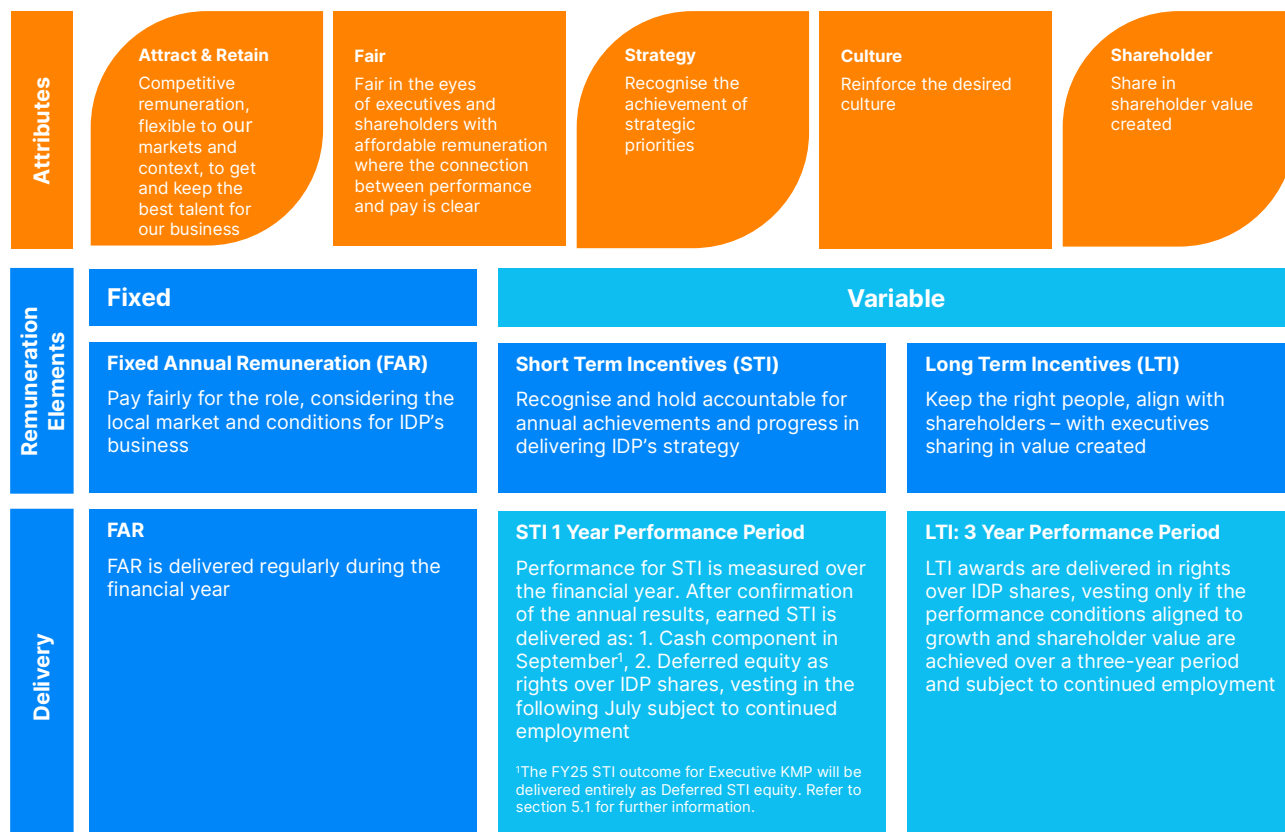 Attributes
Attract & Retain
Competitive
remuneration,
flexible to our
markets and
context, to get
and keep the
best talent for
our business
Fair
Fair in the eyes
of executives and
shareholders with
affordable remuneration
where the connection
between performance
and pay is clear
Strategy
Recognise the
achievement of
strategic
priorities
Culture
Reinforce the desired
culture
Shareholder
Share in
shareholder value
created
Remuneration
Elements
Fixed
Variable
Fixed Annual Remuneration (FAR)
Pay fairly for the role, considering the
local market and conditions for IDP’s
business
Short Term Incentives (STI)
Recognise and hold accountable for
annual achievements and progress in
delivering IDP’s strategy
Long Term Incentives (LTI)
Keep the right people, align with
shareholders – with executives
sharing in value created
Delivery
FAR
FAR is delivered regularly during the
financial year
STI 1 Year Performance Period
Performance for STI is measured over
the financial year. After confirmation
of the annual results, earned STI is
delivered as: 1. Cash component in
September¹, 2. Deferred equity as
rights over IDP shares, vesting in the
following July subject to continued
employment
¹The FY25 STI outcome for Executive KMP will be
delivered entirely as Deferred STI equity. Refer to
section 5.1 for further information.
LTI: 3 Year Performance Period
LTI awards are delivered in rights
over IDP shares, vesting only if the
performance conditions aligned to
growth and shareholder value are
achieved over a three-year period
and subject to continued employment